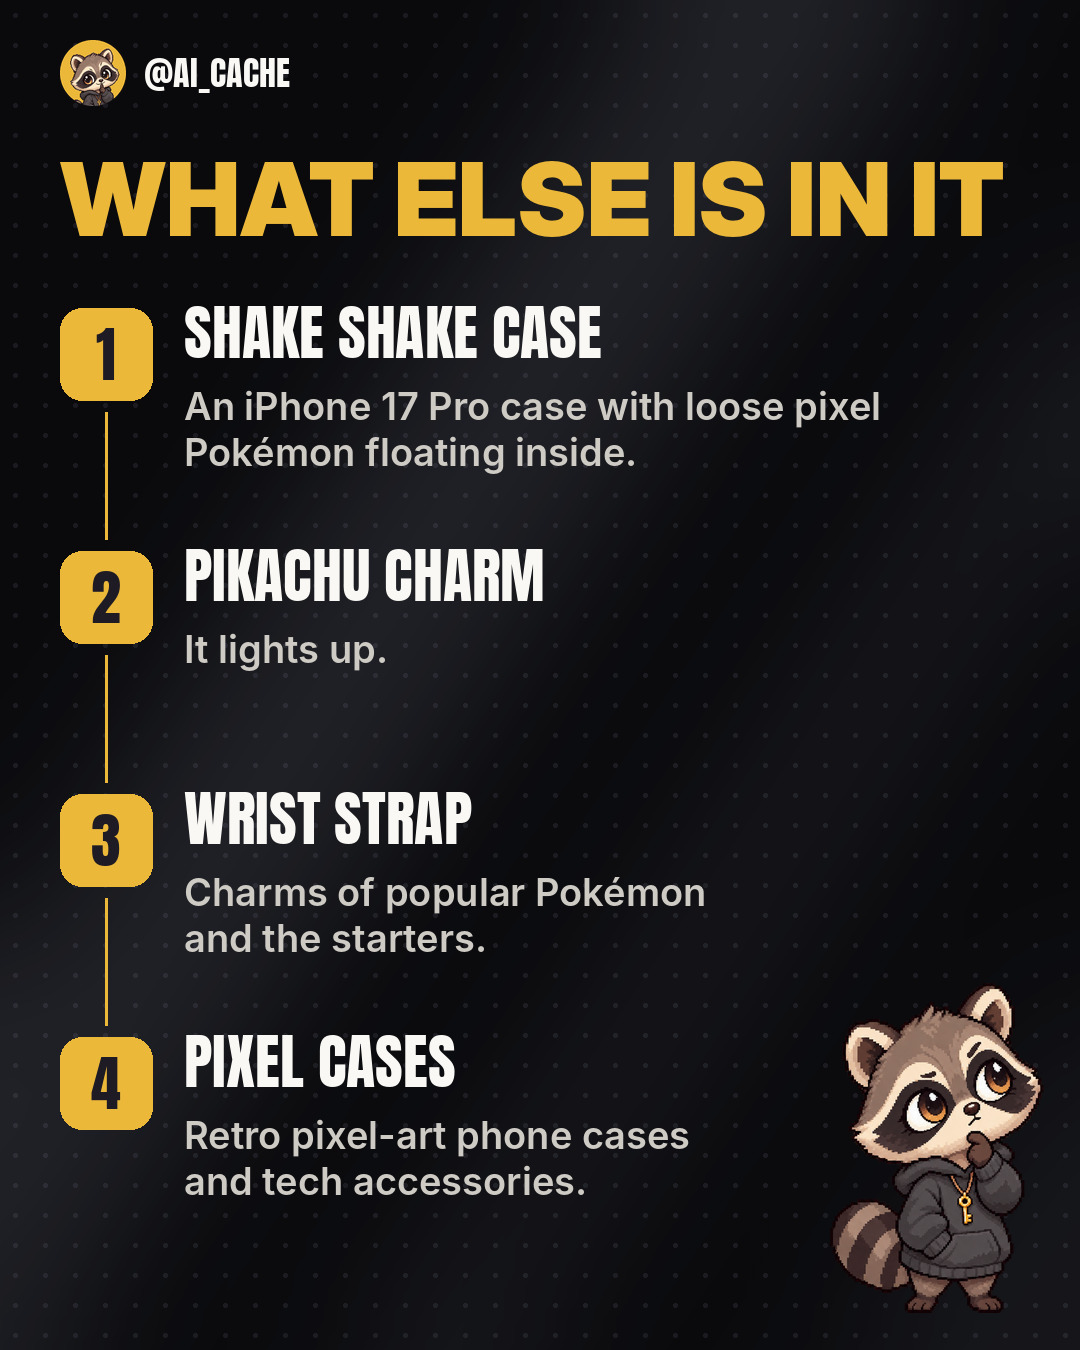 @AI_CACHE
WHAT ELSE IS IN IT
1
SHAKE SHAKE CASE
An iPhone 17 Pro case with loose pixel
Pokémon floating inside.
2
PIKACHU CHARM
It lights up.
3
WRIST STRAP
Charms of popular Pokémon
and the starters.
4
PIXEL CASES
Retro pixel-art phone cases
and tech accessories.